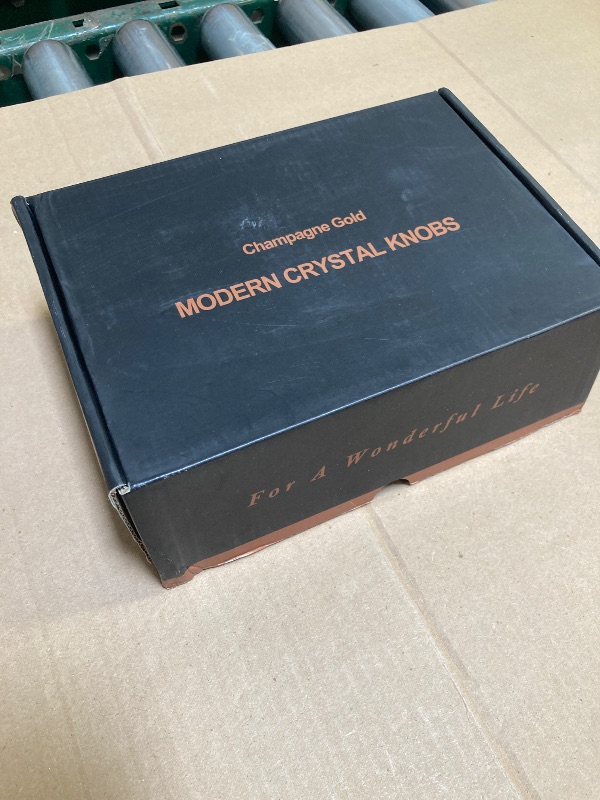 Champagne Gold
MODERN CRYSTAL KNOBS
For A Wonderful Life